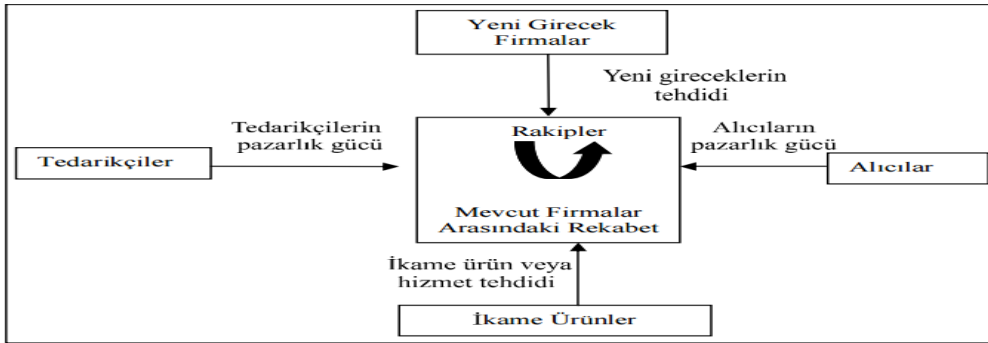 Yeni Girecek
Firmalar
Yeni gireceklerin
tehdidi
Tedarikçilerin
pazarlık gücü
Tedarikçiler
Rakipler
Mevcut Firmalar
Arasındaki Rekabet
Alıcıların
pazarlık gücü
Alıcılar
İkame ürün veya
hizmet tehdidi
İkame Ürünler